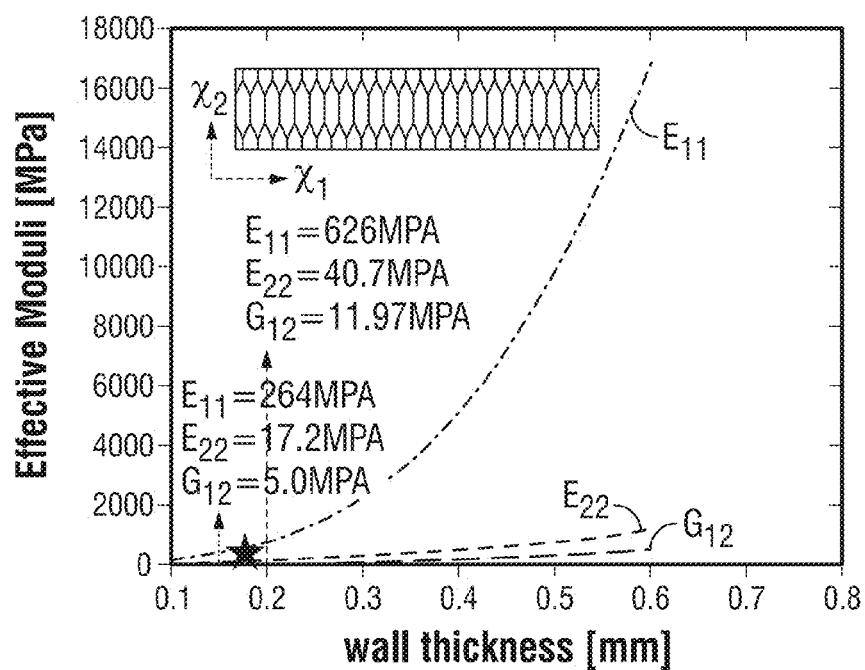 Effective Moduli [MPa]
18000
16000
14000
12000
10000
8000
6000
4000
2000
0
χ2
χ1
E11
E11=626MPA
E22=40.7MPA
G12=11.97MPA
E11=264MPA
E22=17.2MPA
G12=5.0MPA
E22
G12
0.1 0.2 0.3 0.4 0.5 0.6 0.7 0.8
wall thickness [mm]